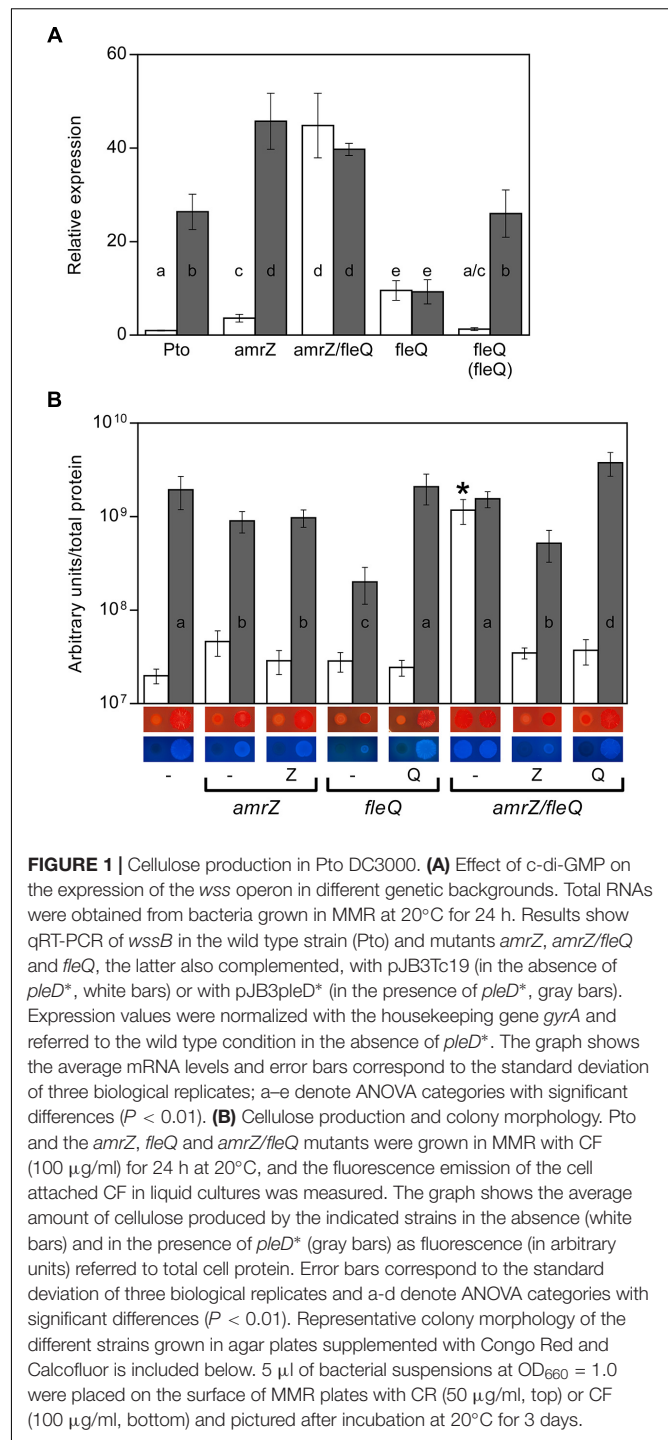 A
60
40
20
0
Relative expression
a b c d d d e e a/c b
Pto amrZ amrZ/fleQ fleQ fleQ
(fleQ)
B
10^10
10^9
10^8
10^7
Arbitrary units/total protein
*
a b b c a a b d
- - Z - Q - Z Q
amrZ fleQ amrZ/fleQ
FIGURE 1 | Cellulose production in Pto DC3000. (A) Effect of c-di-GMP on
the expression of the wss operon in different genetic backgrounds. Total RNAs
were obtained from bacteria grown in MMR at 20°C for 24 h. Results show
qRT-PCR of wssB in the wild type strain (Pto) and mutants amrZ, amrZ/fleQ
and fleQ, the latter also complemented, with pJB3Tc19 (in the absence of
pleD*, white bars) or with pJB3pleD* (in the presence of pleD*, gray bars).
Expression values were normalized with the housekeeping gene gyrA and
referred to the wild type condition in the absence of pleD*. The graph shows
the average mRNA levels and error bars correspond to the standard deviation
of three biological replicates; a–e denote ANOVA categories with significant
differences (P < 0.01). (B) Cellulose production and colony morphology. Pto
and the amrZ, fleQ and amrZ/fleQ mutants were grown in MMR with CF
(100 μg/ml) for 24 h at 20°C, and the fluorescence emission of the cell
attached CF in liquid cultures was measured. The graph shows the average
amount of cellulose produced by the indicated strains in the absence (white
bars) and in the presence of pleD* (gray bars) as fluorescence (in arbitrary
units) referred to total cell protein. Error bars correspond to the standard
deviation of three biological replicates and a-d denote ANOVA categories with
significant differences (P < 0.01). Representative colony morphology of the
different strains grown in agar plates supplemented with Congo Red and
Calcofluor is included below. 5 μl of bacterial suspensions at OD660 = 1.0
were placed on the surface of MMR plates with CR (50 μg/ml, top) or CF
(100 μg/ml, bottom) and pictured after incubation at 20°C for 3 days.